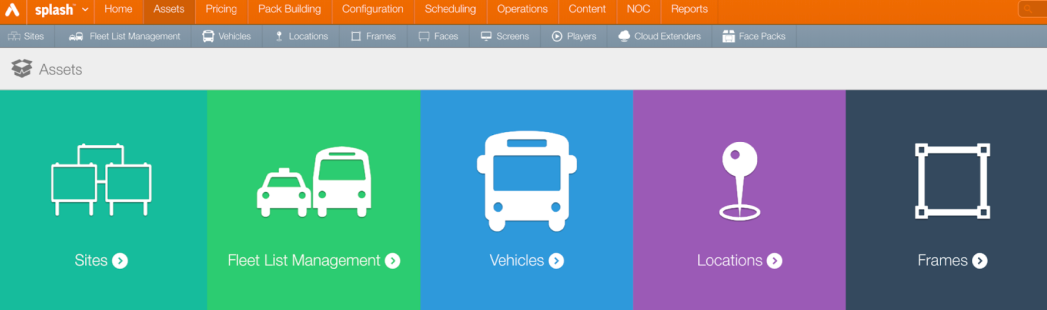 splash™ Home Assets Pricing Pack Building Configuration Scheduling Operations Content NOC Reports
Sites Fleet List Management Vehicles Locations Frames Faces Screens Players Cloud Extenders Face Packs
Assets
Sites Fleet List Management Vehicles Locations Frames